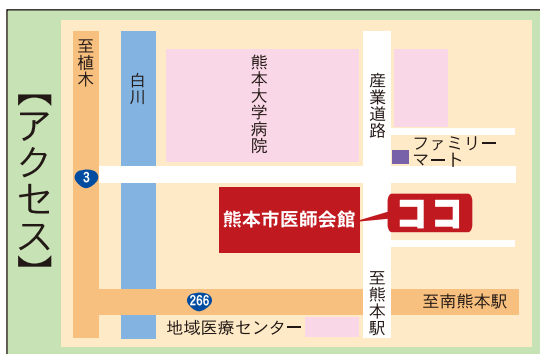 【アクセス】
至植木
白川
熊本大学病院
産業道路
ファミリー
マート
3
熊本市医師会館
ココ
266
至熊本駅
至南熊本駅
地域医療センター